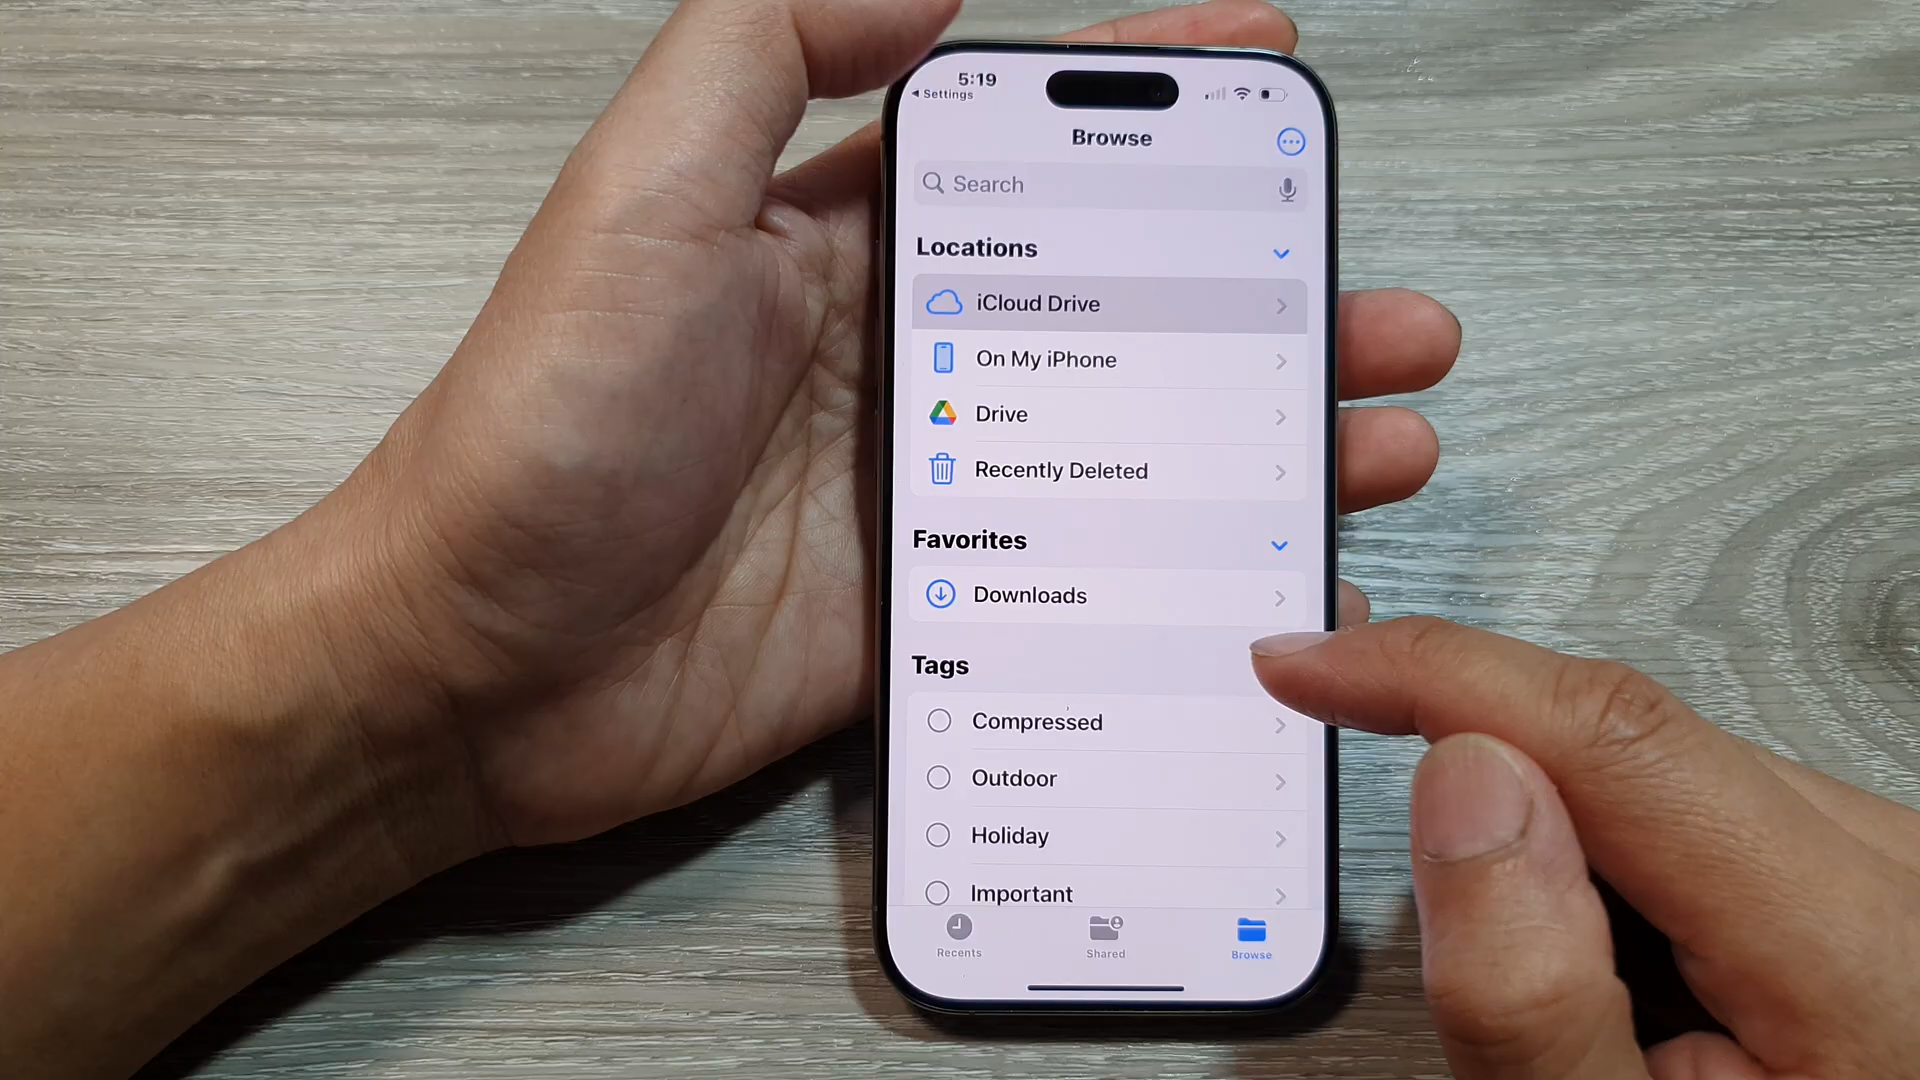 5:19
Settings
Browse
Search
Locations
iCloud Drive
On My iPhone
Drive
Recently Deleted
Favorites
Downloads
Tags
Compressed
Outdoor
Holiday
Important
Recents
Shared
Browse